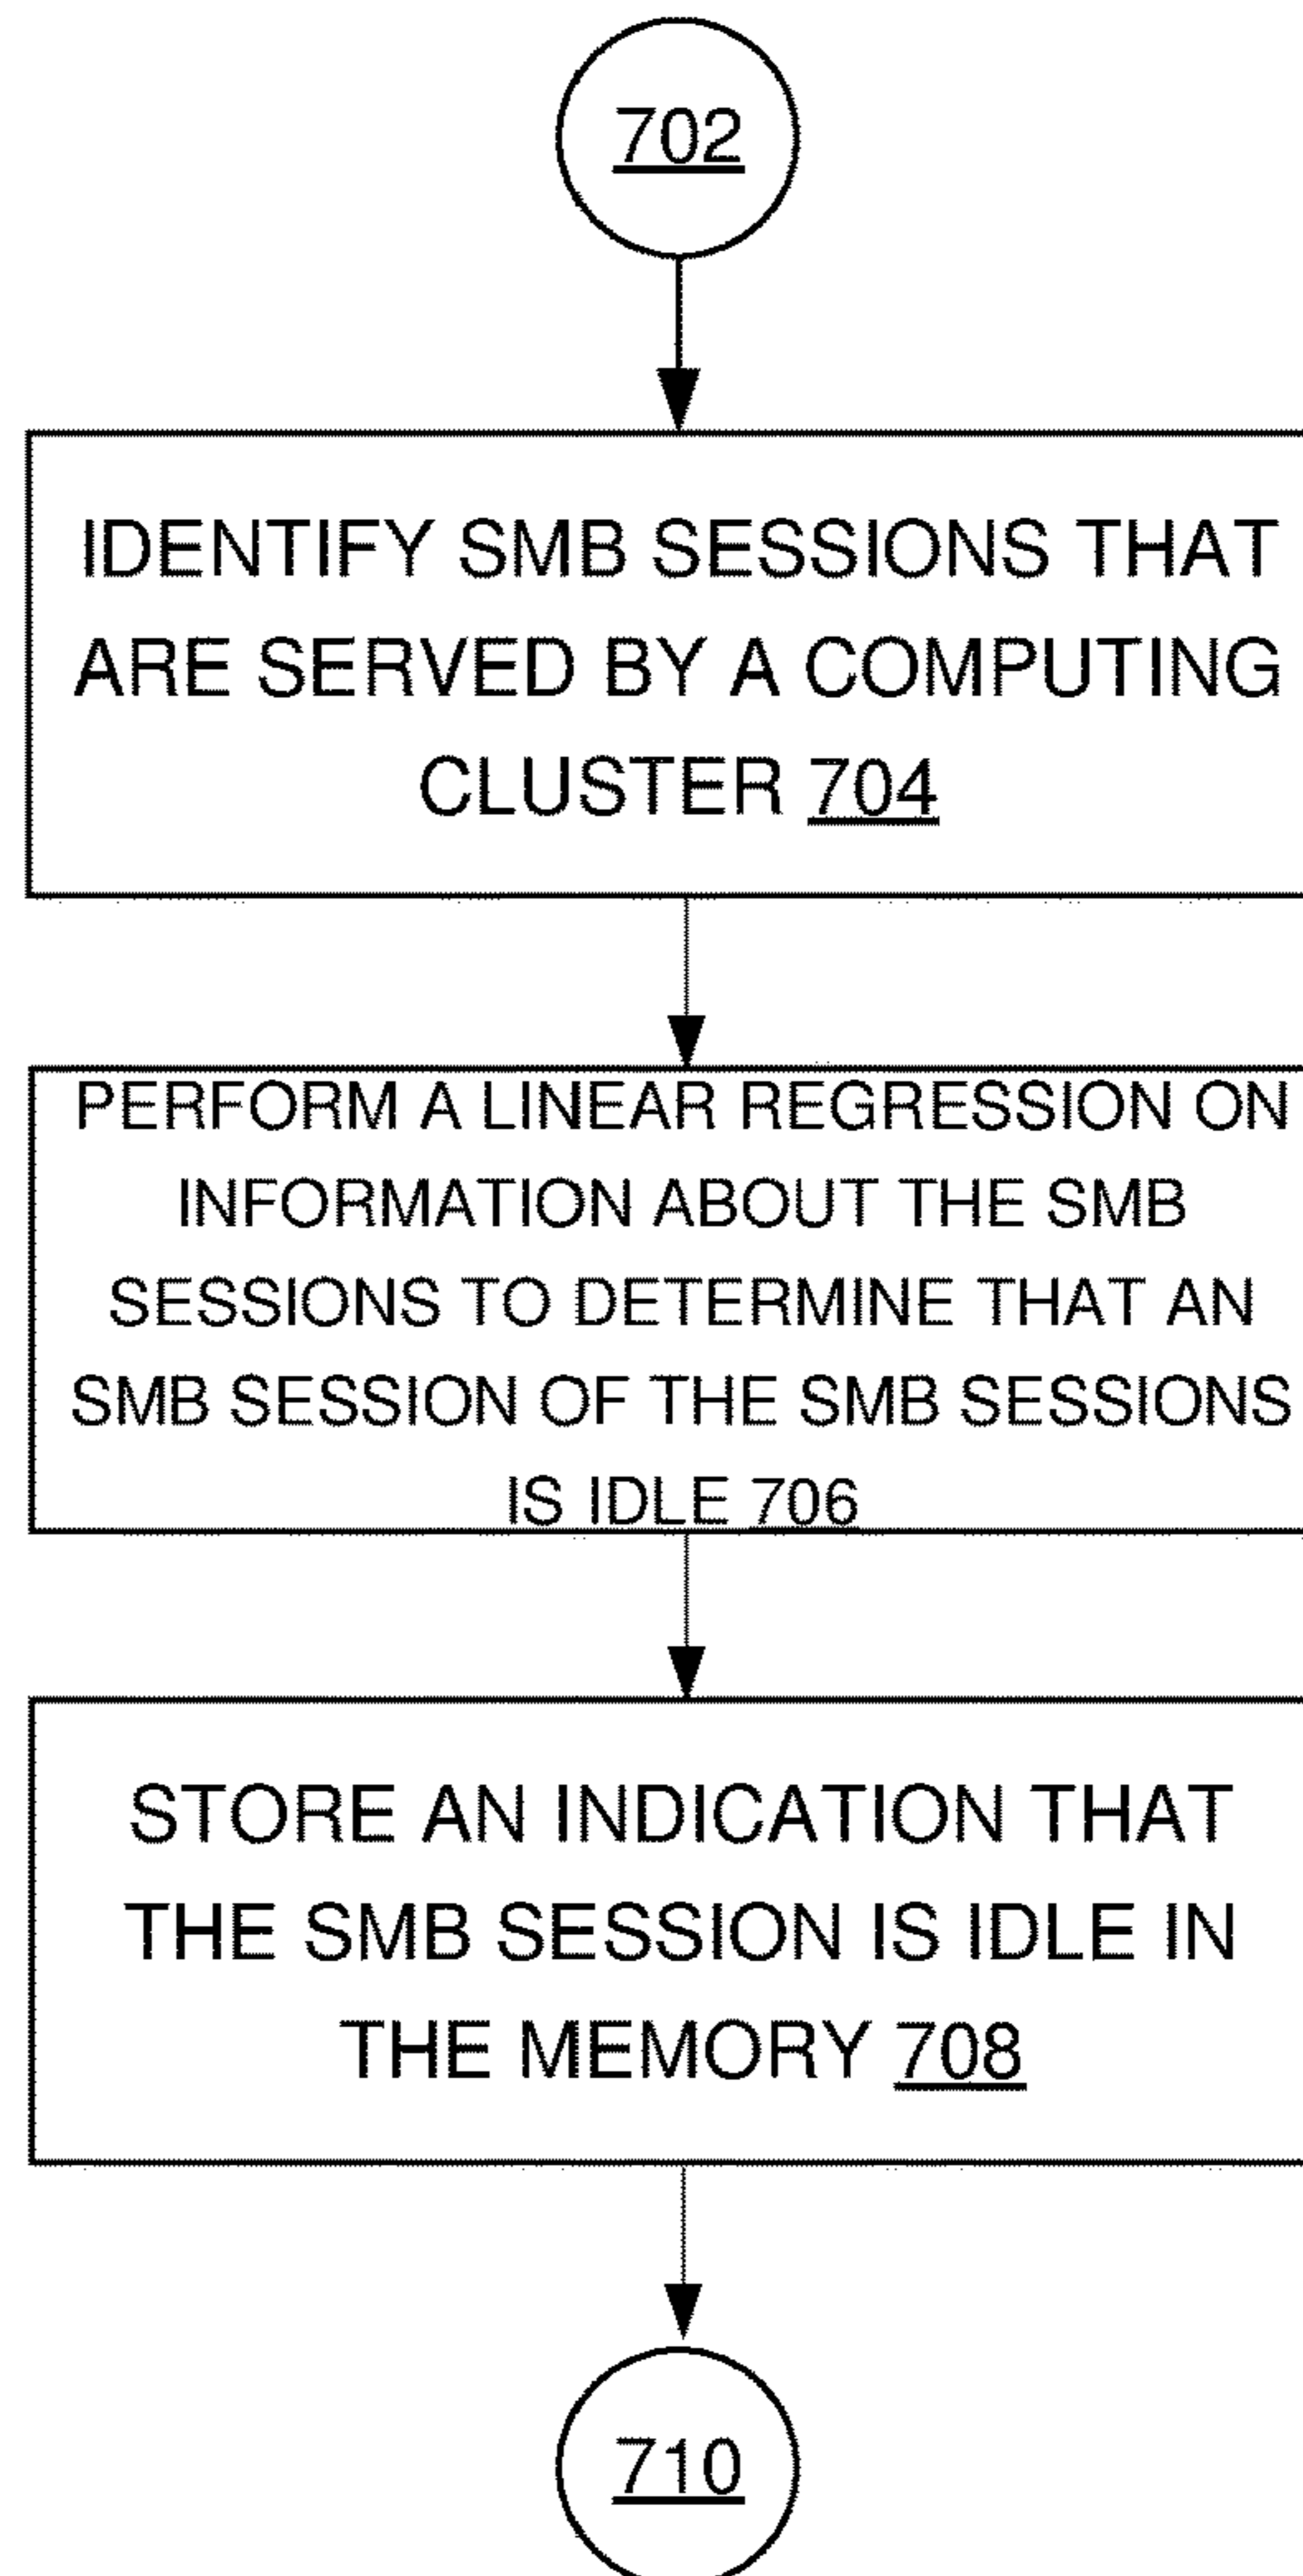 702
IDENTIFY SMB SESSIONS THAT
ARE SERVED BY A COMPUTING
CLUSTER 704
PERFORM A LINEAR REGRESSION ON
INFORMATION ABOUT THE SMB
SESSIONS TO DETERMINE THAT AN
SMB SESSION OF THE SMB SESSIONS
IS IDLE 706
STORE AN INDICATION THAT
THE SMB SESSION IS IDLE IN
THE MEMORY 708
710